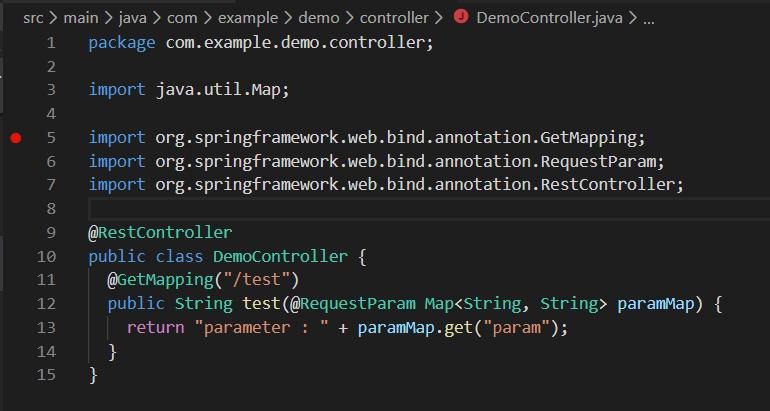 src > main > java > com > example > demo > controller > J DemoController.java > ...
1 package com.example.demo.controller;
2
3 import java.util.Map;
4
5 import org.springframework.web.bind.annotation.GetMapping;
6 import org.springframework.web.bind.annotation.RequestParam;
7 import org.springframework.web.bind.annotation.RestController;
8
9 @RestController
10 public class DemoController {
11   @GetMapping("/test")
12   public String test(@RequestParam Map<String, String> paramMap) {
13     return "parameter : " + paramMap.get("param");
14   }
15 }